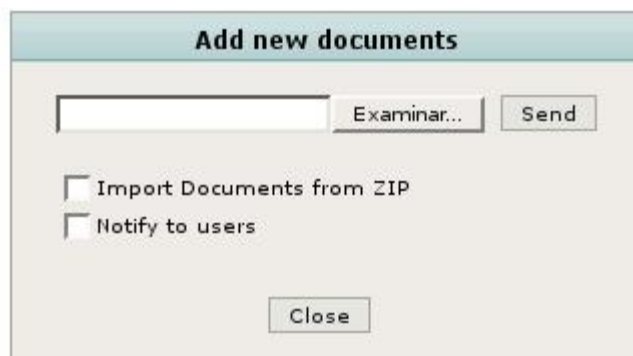 Add new documents
Examinar... Send
Import Documents from ZIP
Notify to users
Close